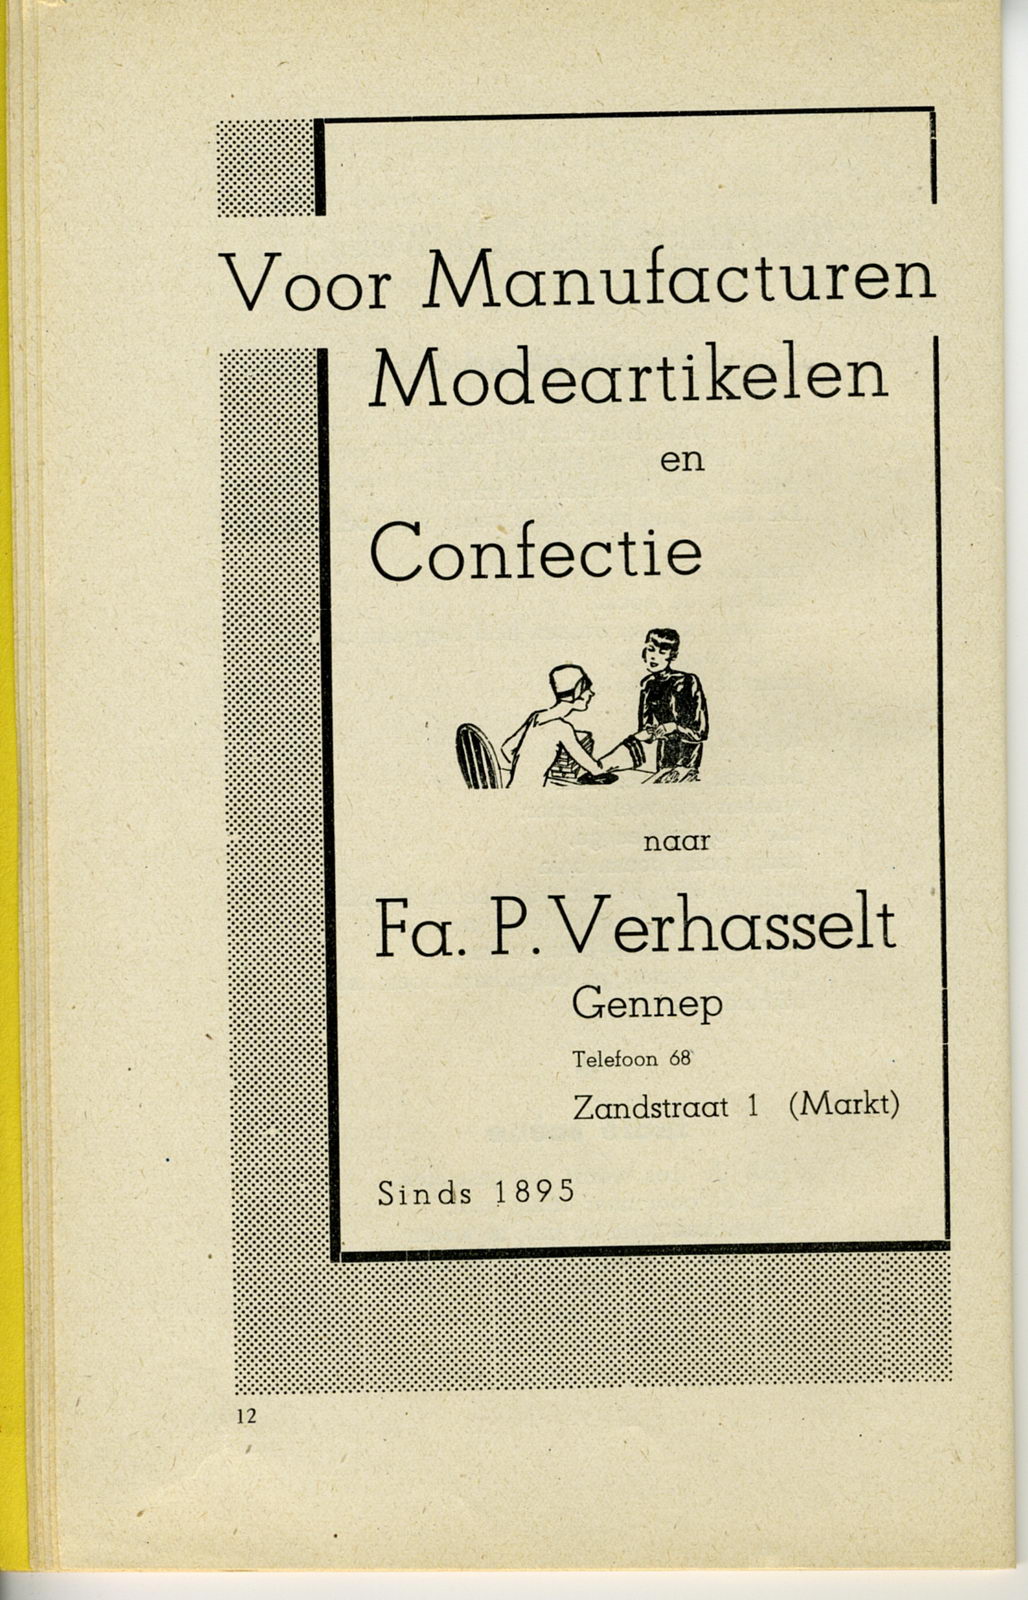 Voor Manufacturen
Modeartikelen
en
Confectie
naar
Fa. P. Verhasselt
Gennep
Telefoon 68
Zandstraat 1 (Markt)
Sinds 1895
12